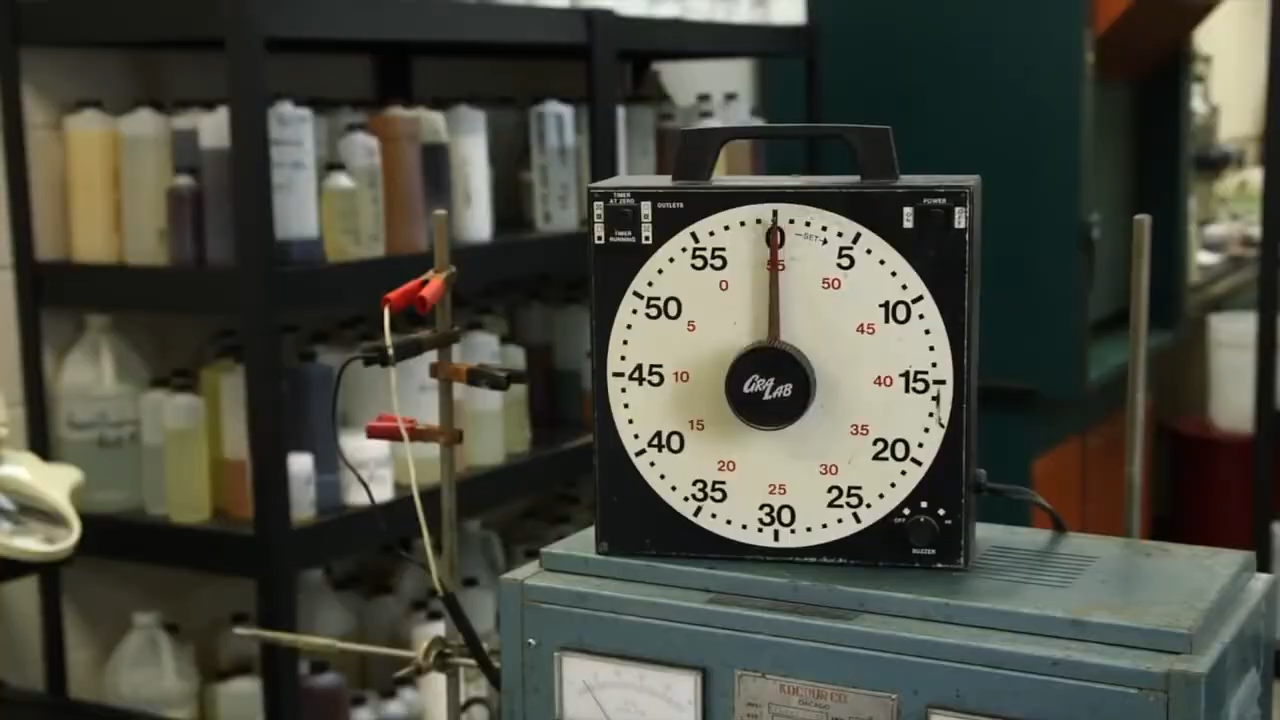 TIMER
AT ZERO
OUTLETS
TIMER
RUNNING
POWER
0
—SET→
5
10
15
20
25
30
35
40
45
50
55
55
50
45
40
35
30
25
20
15
10
5
0
GRALAB
OFF
BUZZER
KOCOUR CO
CHICAGO